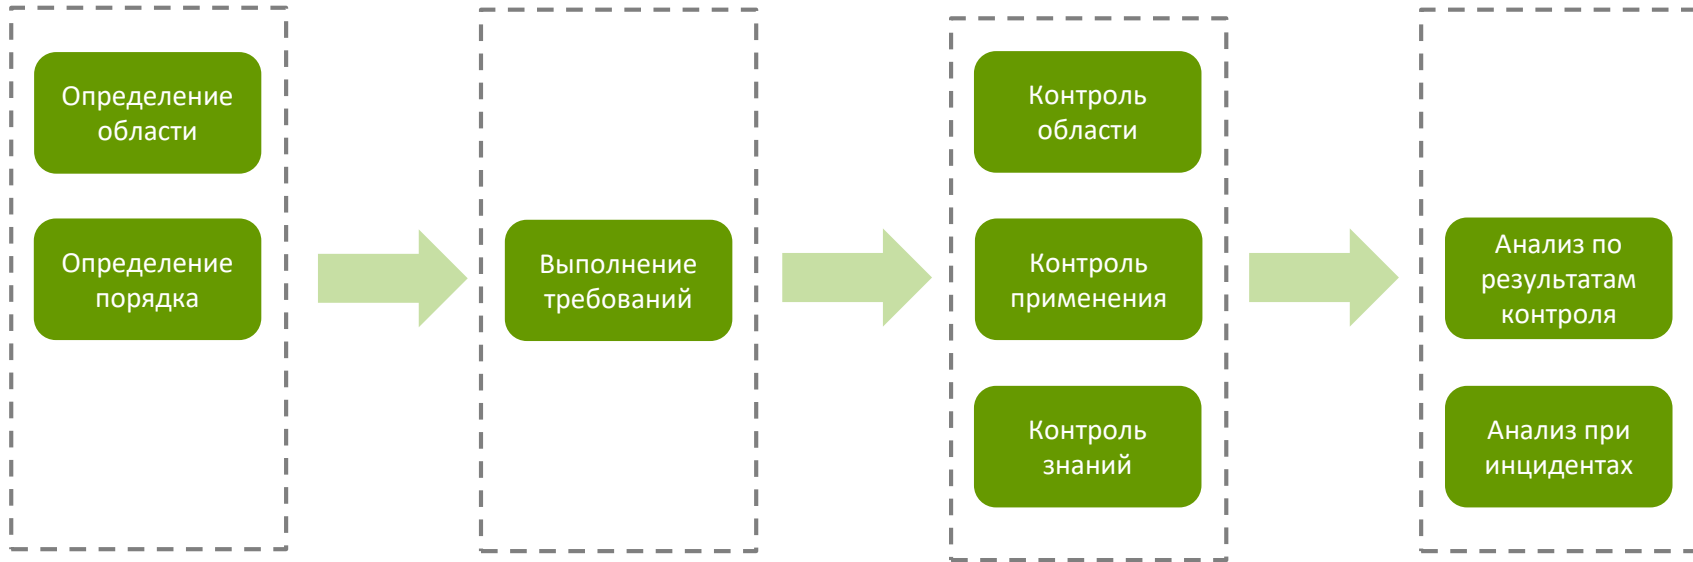 Определение
области
Определение
порядка
Выполнение
требований
Контроль
области
Контроль
применения
Контроль
знаний
Анализ по
результатам
контроля
Анализ при
инцидентах